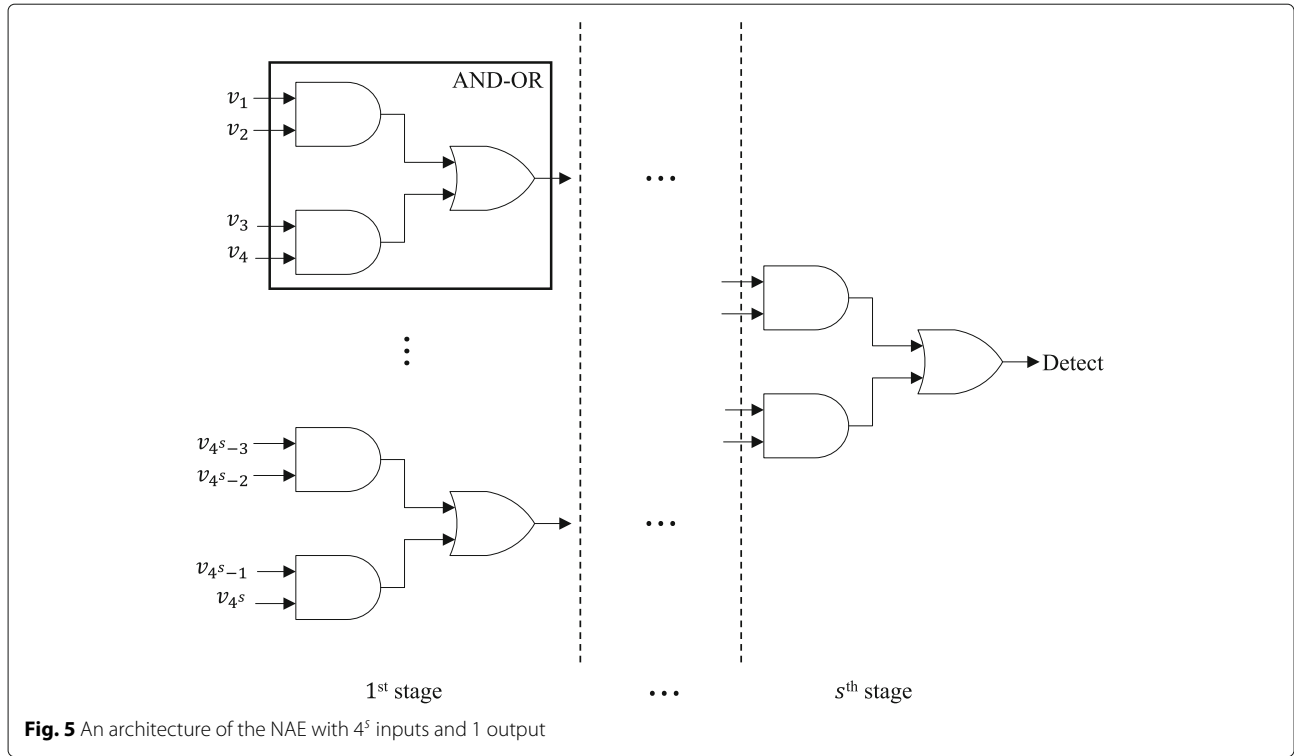 AND-OR
v₁
v₂
v₃
v₄
...
⋮
Detect
v₄ˢ₋₃
v₄ˢ₋₂
v₄ˢ₋₁
v₄ˢ
...
1ˢᵗ stage ... sᵗʰ stage
Fig. 5 An architecture of the NAE with 4ˢ inputs and 1 output